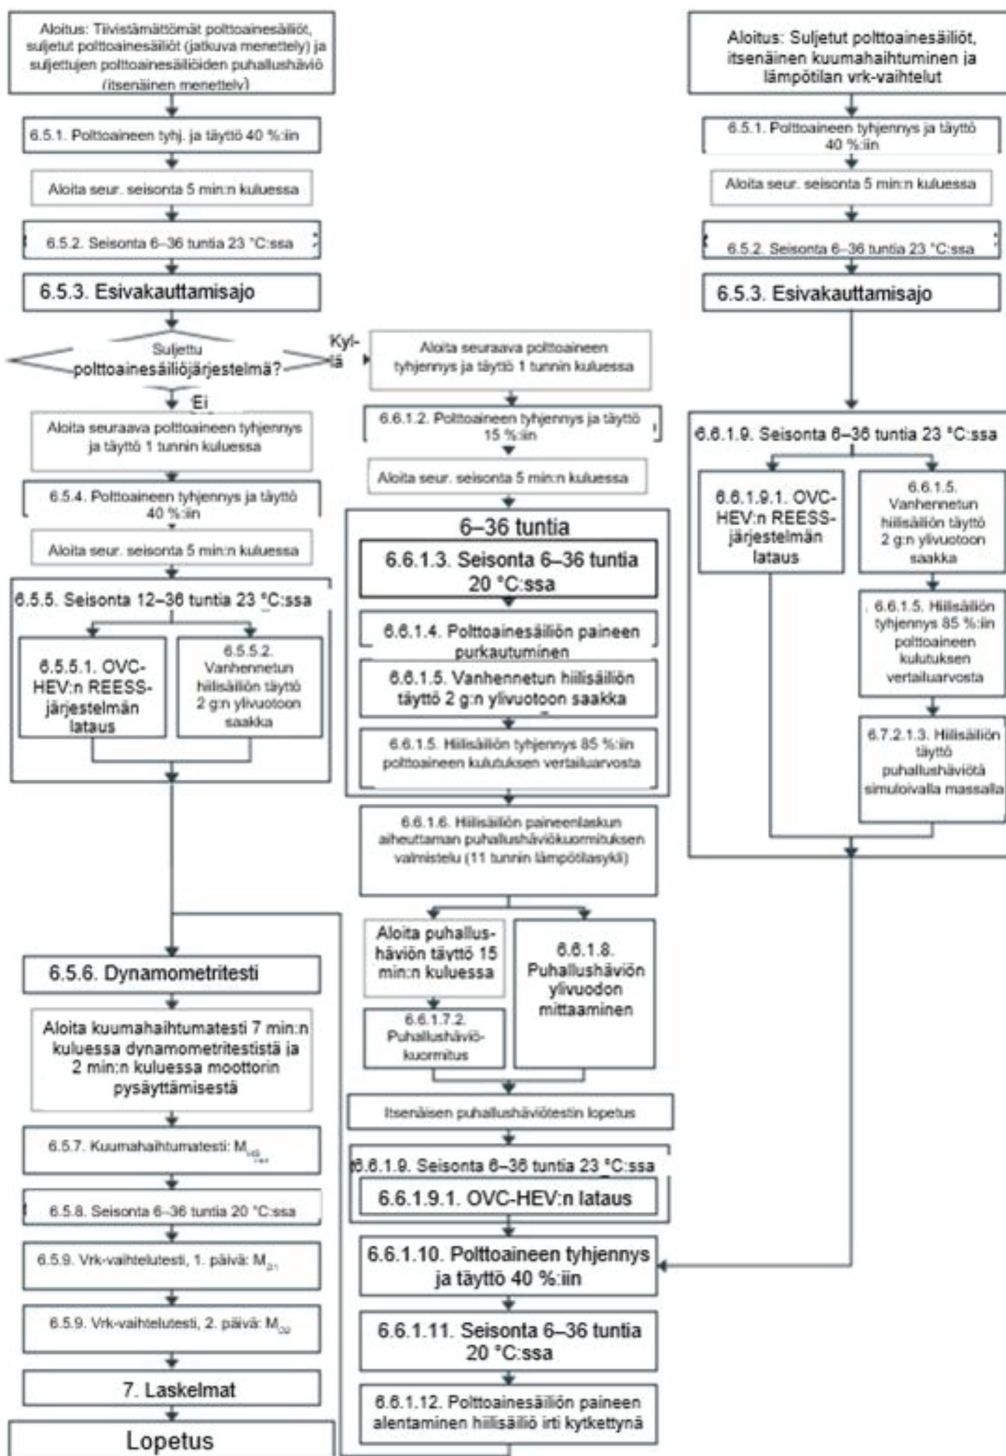 Aloitus: Tiivistämättömät polttoainesäiliöt,
suljetut polttoainesäiliöt (jatkuva menettely) ja
suljettujen polttoainesäiliöiden puhallushäviö
(itsenäinen menettely)
6.5.1. Polttoaineen tyhj. ja täyttö 40 %:iin
Aloita seur. seisonta 5 min:n kuluessa
6.5.2. Seisonta 6–36 tuntia 23 °C:ssa
6.5.3. Esivakauttamisajo
Suljettu
polttoainesäiliöjärjestelmä?
Kyl-
lä
Ei
Aloita seuraava polttoaineen tyhjennys
ja täyttö 1 tunnin kuluessa
6.5.4. Polttoaineen tyhjennys ja täyttö
40 %:iin
Aloita seur. seisonta 5 min:n kuluessa
6.5.5. Seisonta 12–36 tuntia 23 °C:ssa
6.5.5.1. OVC-
HEV:n REESS-
järjestelmän
lataus
6.5.5.2.
Vanhennetun
hiilisäiliön täyttö
2 g:n ylivuotoon
saakka
6.5.6. Dynamometritesti
Aloita kuumahaihtumatesti 7 min:n
kuluessa dynamometritestistä ja
2 min:n kuluessa moottorin
pysäyttämisestä
6.5.7. Kuumahaihtumatesti: M
6.5.8. Seisonta 6–36 tuntia 20 °C:ssa
6.5.9. Vrk-vaihtelutesti, 1. päivä: M
6.5.9. Vrk-vaihtelutesti, 2. päivä: M
7. Laskelmat
Lopetus
Aloita seuraava polttoaineen
tyhjennys ja täyttö 1 tunnin kuluessa
6.6.1.2. Polttoaineen tyhjennys ja täyttö
15 %:iin
Aloita seur. seisonta 5 min:n kuluessa
6–36 tuntia
6.6.1.3. Seisonta 6–36 tuntia
20 °C:ssa
6.6.1.4. Polttoainesäiliön paineen
purkautuminen
6.6.1.5. Vanhennetun hiilisäiliön
täyttö 2 g:n ylivuotoon saakka
6.6.1.5. Hiilisäiliön tyhjennys 85 %:iin
polttoaineen kulutuksen vertailuarvosta
6.6.1.6. Hiilisäiliön paineenlaskun
aiheuttaman puhallushäviökuormituksen
valmistelu (11 tunnin lämpötilasykli)
Aloita puhallus-
häviön täyttö 15
min:n kuluessa
6.6.1.7.2.
Puhallushäviö-
kuormitus
6.6.1.8.
Puhallushäviön
ylivuodon
mittaaminen
Itsenäisen puhallushäviötestin lopetus
6.6.1.9. Seisonta 6–36 tuntia 23 °C:ssa
6.6.1.9.1. OVC-HEV:n lataus
6.6.1.10. Polttoaineen tyhjennys
ja täyttö 40 %:iin
6.6.1.11. Seisonta 6–36 tuntia
20 °C:ssa
6.6.1.12. Polttoainesäiliön paineen
alentaminen hiilisäiliö irti kytkettynä
Aloitus: Suljetut polttoainesäiliöt,
itsenäinen kuumahaihtuminen ja
lämpötilan vrk-vaihtelut
6.5.1. Polttoaineen tyhjennys ja täyttö
40 %:iin
Aloita seur. seisonta 5 min:n kuluessa
6.5.2. Seisonta 6–36 tuntia 23 °C:ssa
6.5.3. Esivakauttamisajo
6.6.1.9. Seisonta 6–36 tuntia 23 °C:ssa
6.6.1.9.1. OVC-
HEV:n REESS-
järjestelmän
lataus
6.6.1.5.
Vanhennetun
hiilisäiliön täyttö
2 g:n ylivuotoon
saakka
6.6.1.5. Hiilisäiliön
tyhjennys 85 %:iin
polttoaineen
kulutuksen
vertailuarvosta
6.7.2.1.3. Hiilisäiliön
täyttö
puhallushäviötä
simuloivalla massalla